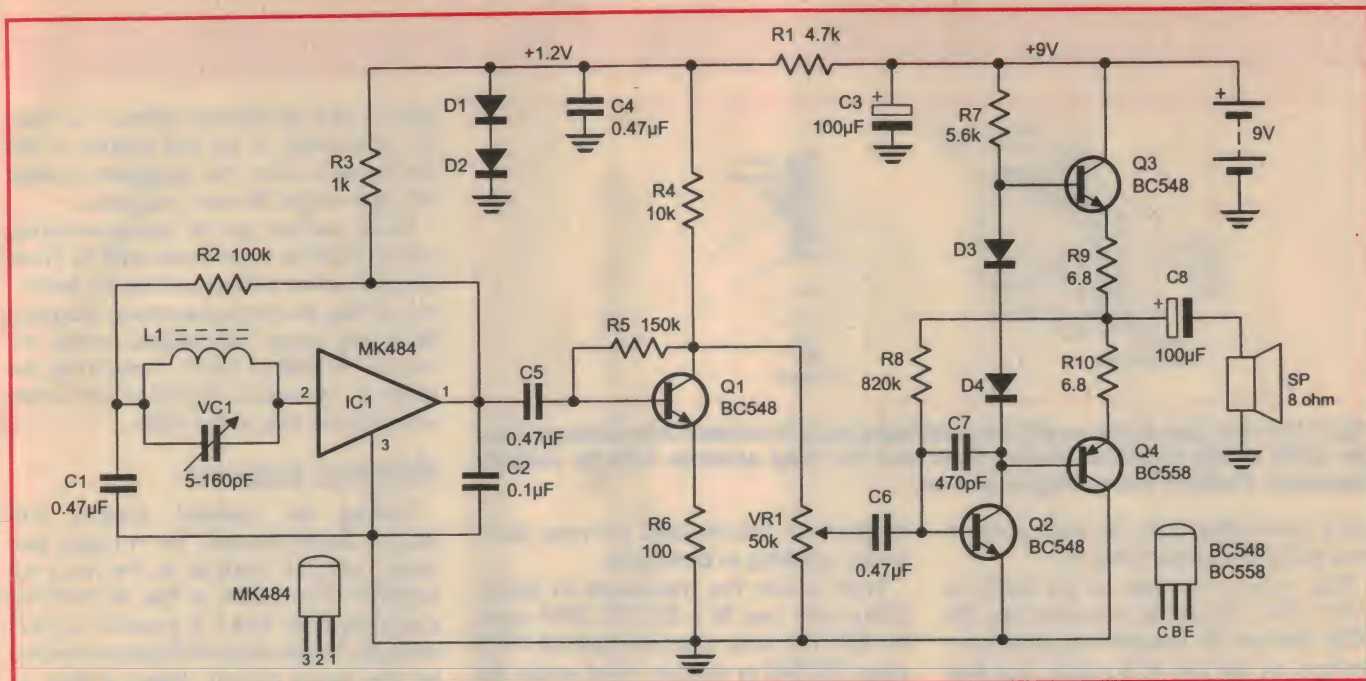 R1 4.7k
+1.2V
+9V
D1
D2
C4
0.47µF
C3
+
100µF
R7
5.6k
+
9V
R3
1k
Q3
BC548
R4
10k
R2 100k
D3
R9
6.8
C8
+
100µF
L1
MK484
R5 150k
R8
820k
D4
R10
6.8
SP
8 ohm
2
IC1
1
3
VC1
5-160pF
C5
0.47µF
Q1
BC548
C7
470pF
Q4
BC558
C1
0.47µF
C2
0.1µF
R6
100
VR1
50k
C6
0.47µF
Q2
BC548
BC548
BC558
C B E
MK484
3 2 1